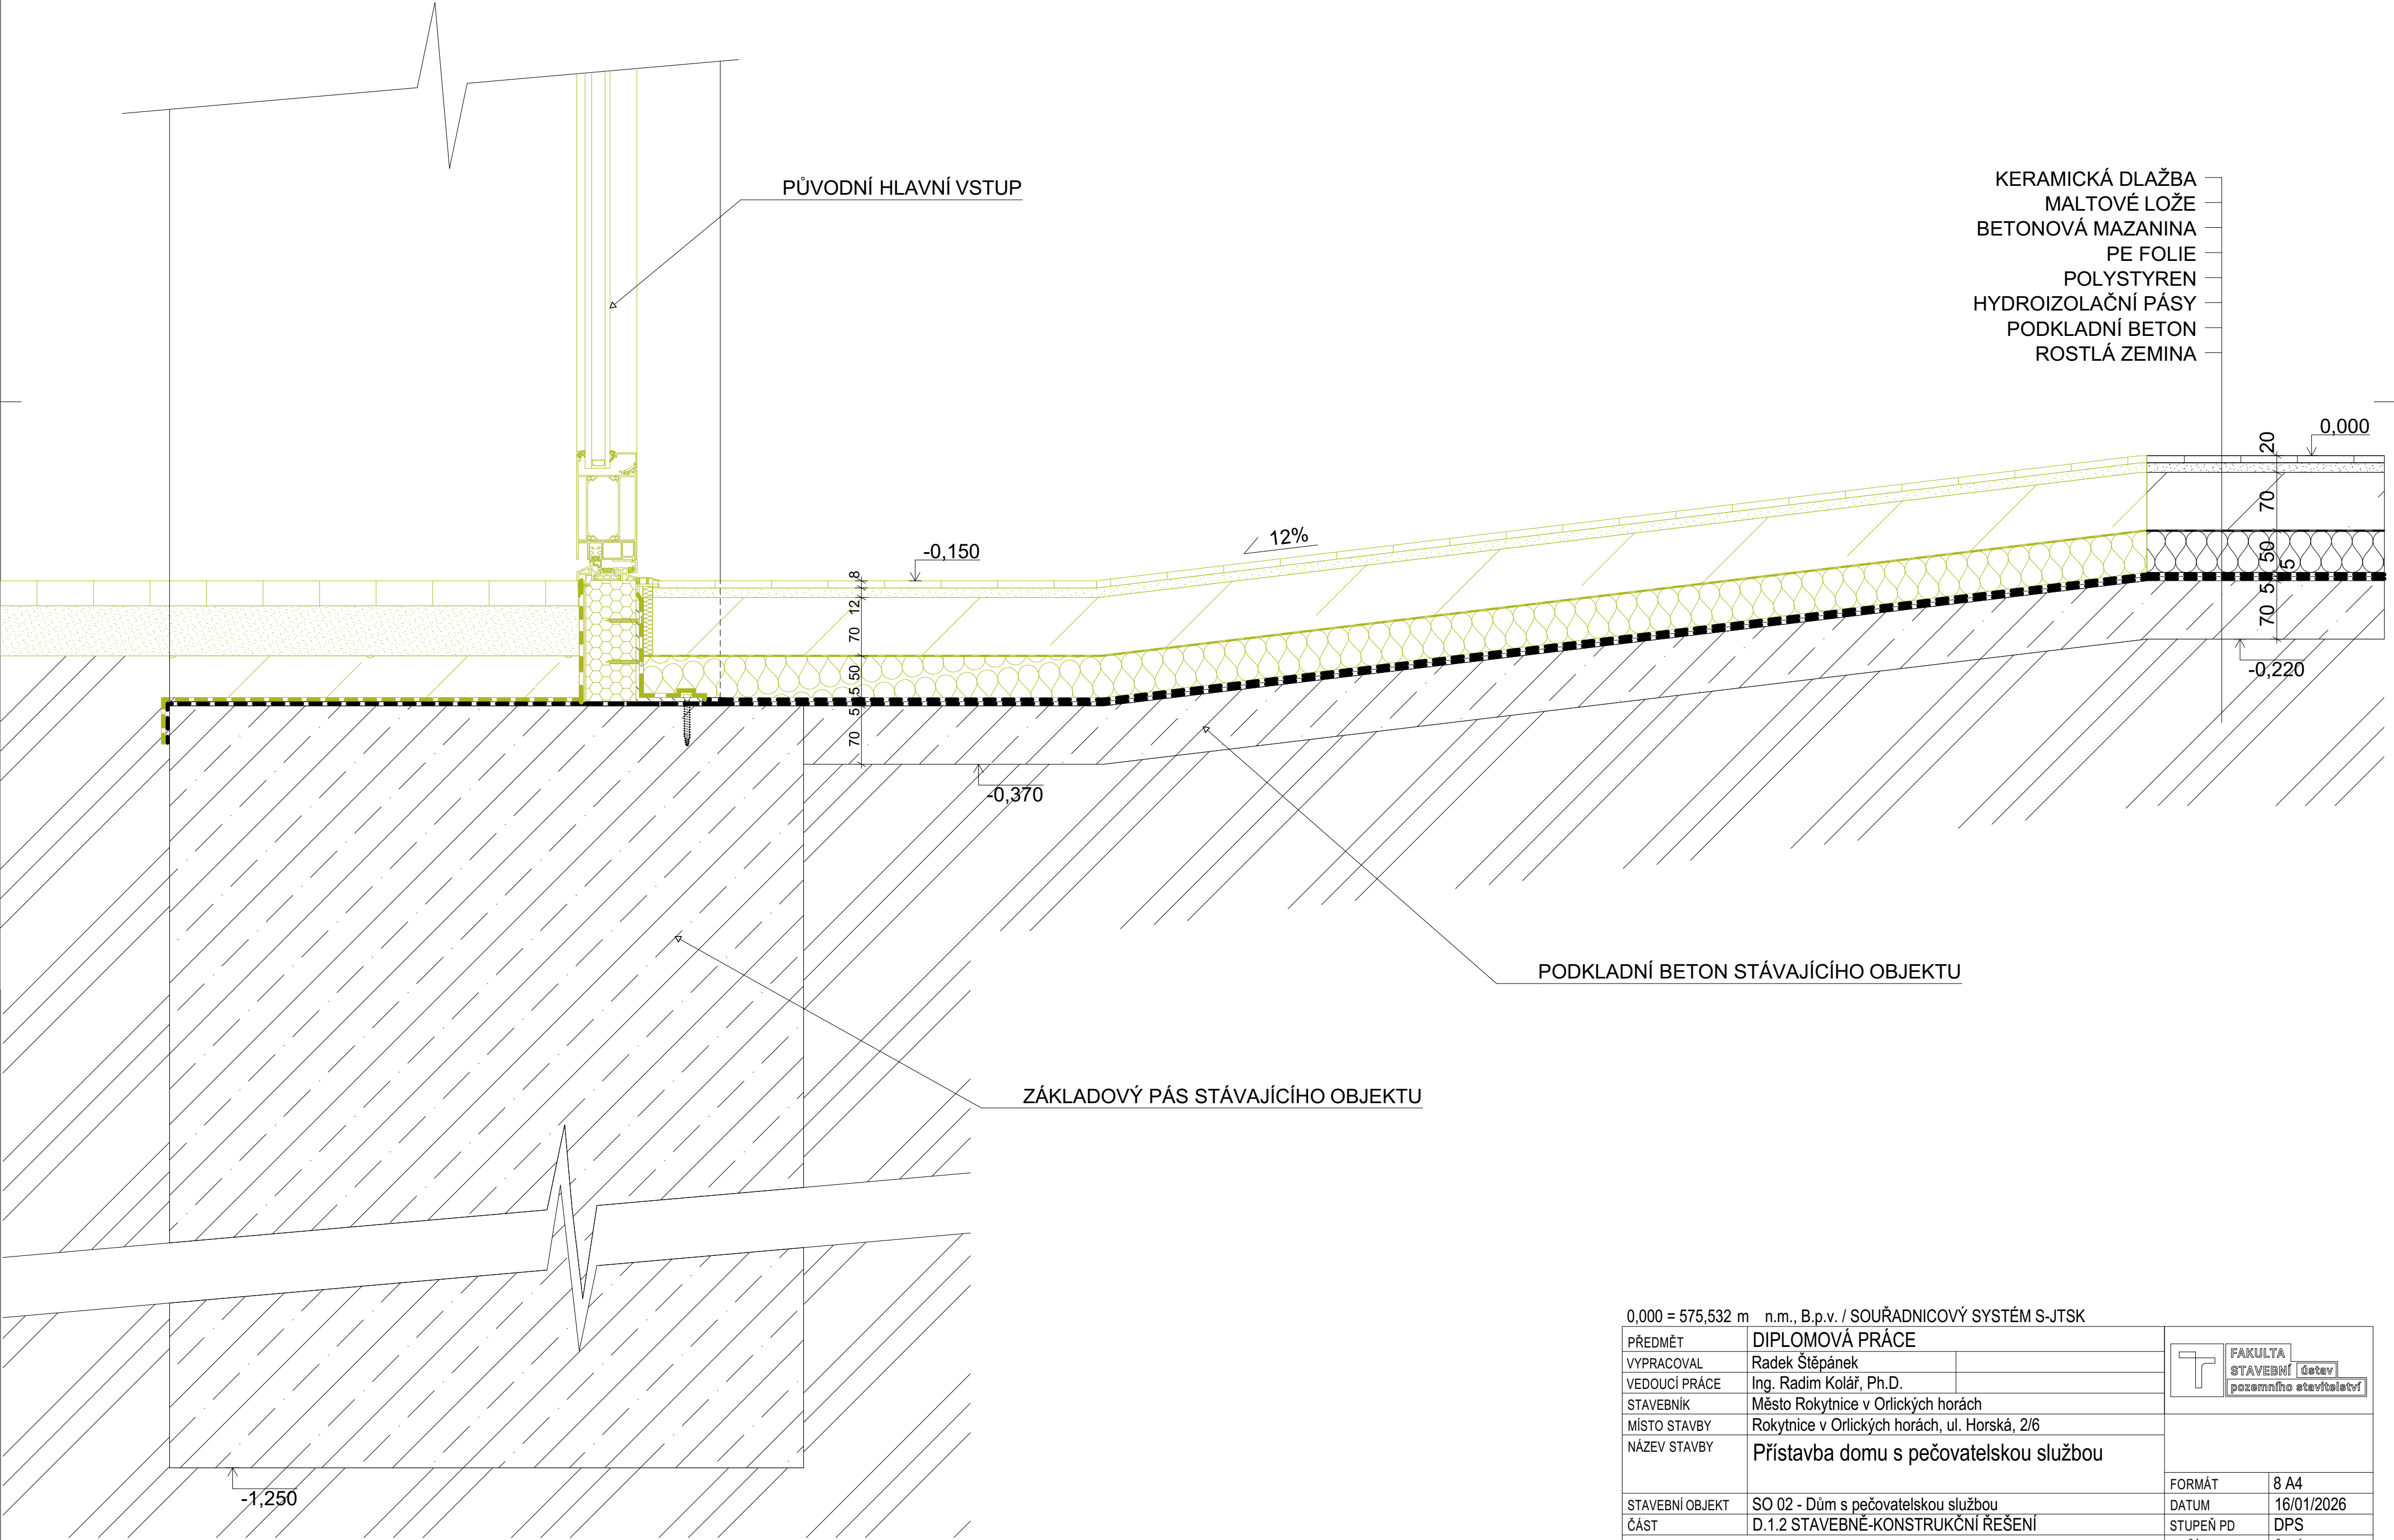 PŮVODNÍ HLAVNÍ VSTUP
KERAMICKÁ DLAŽBA
MALTOVÉ LOŽE
BETONOVÁ MAZANINA
PE FOLIE
POLYSTYREN
HYDROIZOLAČNÍ PÁSY
PODKLADNÍ BETON
ROSTLÁ ZEMINA
0,000
20
70
50
5
5
70
-0,220
12%
-0,150
8
12
70
50
5
5
70
-0,370
PODKLADNÍ BETON STÁVAJÍCÍHO OBJEKTU
ZÁKLADOVÝ PÁS STÁVAJÍCÍHO OBJEKTU
-1,250
0,000 = 575,532 m n.m., B.p.v. / SOUŘADNICOVÝ SYSTÉM S-JTSK
PŘEDMĚT DIPLOMOVÁ PRÁCE
VYPRACOVAL Radek Štěpánek
VEDOUCÍ PRÁCE Ing. Radim Kolář, Ph.D.
STAVEBNÍK Město Rokytnice v Orlických horách
MÍSTO STAVBY Rokytnice v Orlických horách, ul. Horská, 2/6
NÁZEV STAVBY Přístavba domu s pečovatelskou službou
STAVEBNÍ OBJEKT SO 02 - Dům s pečovatelskou službou
ČÁST D.1.2 STAVEBNĚ-KONSTRUKČNÍ ŘEŠENÍ
FAKULTA
STAVEBNÍ ústav
pozemního stavitelství
FORMÁT 8 A4
DATUM 16/01/2026
STUPEŇ PD DPS